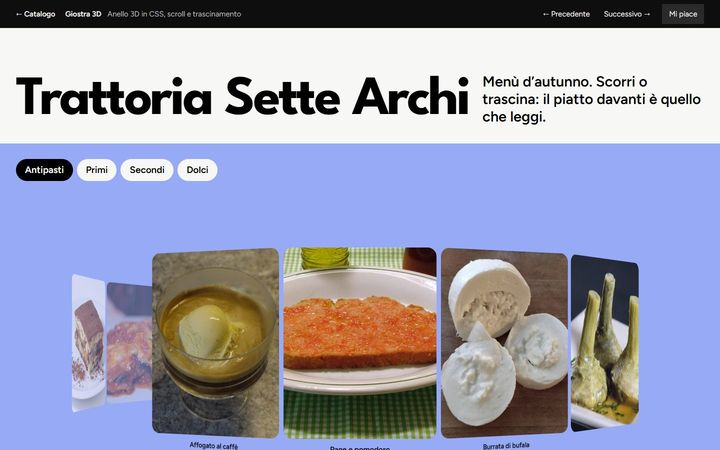 ← Catalogo Giostra 3D Anello 3D in CSS, scroll e trascinamento ← Precedente Successivo → Mi piace
Trattoria Sette Archi
Menù d’autunno. Scorri o
trascina: il piatto davanti è quello
che leggi.
Antipasti Primi Secondi Dolci
Affogato al caffè Pane e pomodoro Burrata di bufala